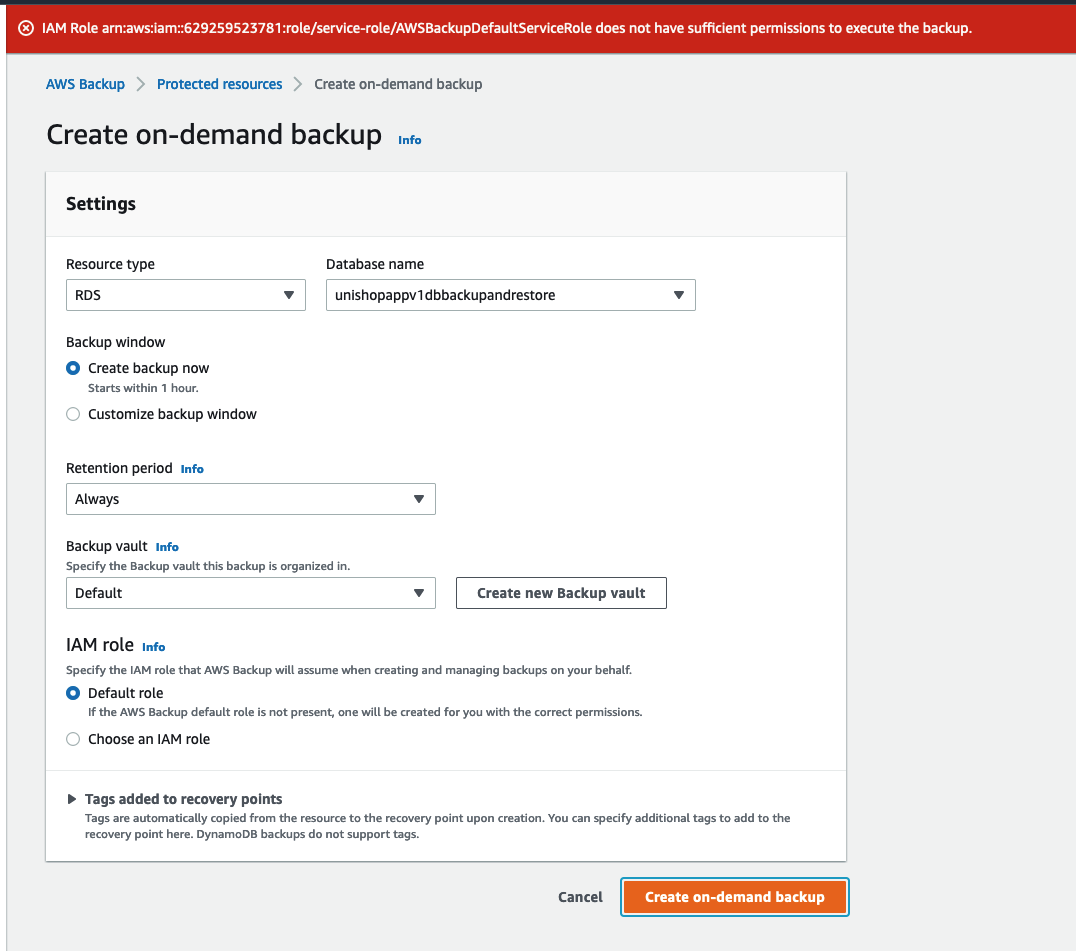 IAM Role arn:aws:iam::629259523781:role/service-role/AWSBackupDefaultServiceRole does not have sufficient permissions to execute the backup.
AWS Backup > Protected resources > Create on-demand backup
Create on-demand backup Info
Settings
Resource type Database name
RDS unishopappv1dbbackupandrestore
Backup window
Create backup now
Starts within 1 hour.
Customize backup window
Retention period Info
Always
Backup vault Info
Specify the Backup vault this backup is organized in.
Default Create new Backup vault
IAM role Info
Specify the IAM role that AWS Backup will assume when creating and managing backups on your behalf.
Default role
If the AWS Backup default role is not present, one will be created for you with the correct permissions.
Choose an IAM role
Tags added to recovery points
Tags are automatically copied from the resource to the recovery point upon creation. You can specify additional tags to add to the
recovery point here. DynamoDB backups do not support tags.
Cancel Create on-demand backup